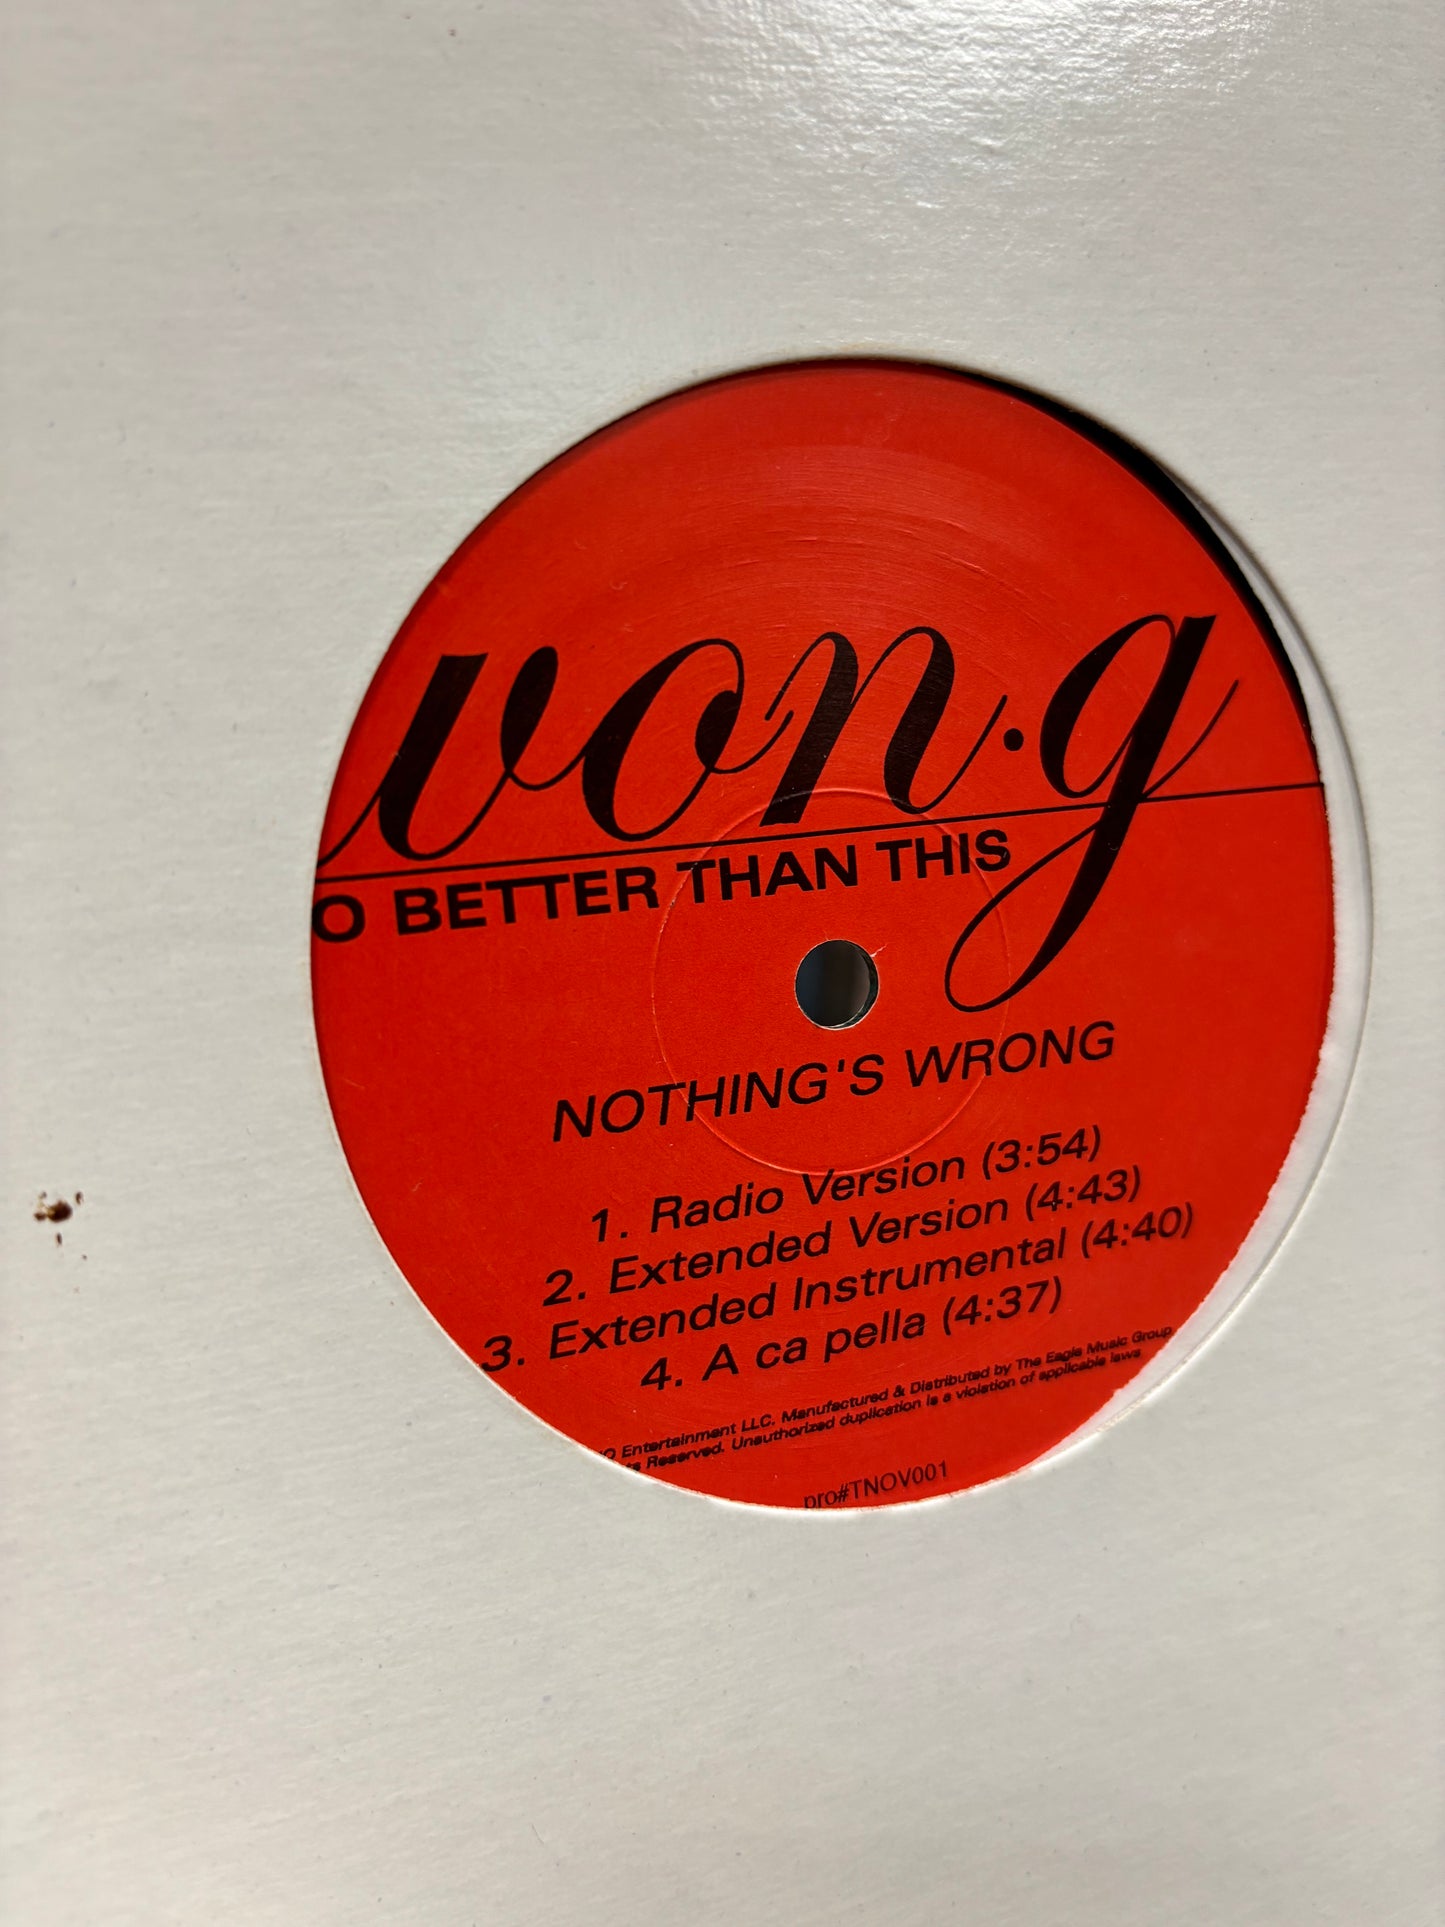 von.g
O BETTER THAN THIS
NOTHING'S WRONG
1. Radio Version (3:54)
2. Extended Version (4:43)
3. Extended Instrumental (4:40)
4. A ca pella (4:37)
Entertainment LLC. Manufactured & Distributed by The Eagle Music Group
Reserved. Unauthorized duplication is a violation of applicable laws
pro#TNOV001